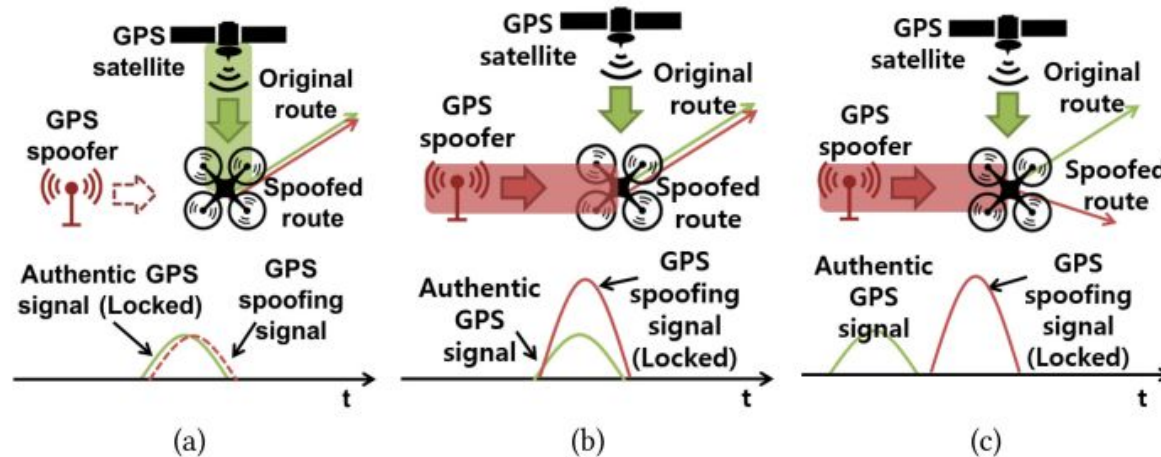 GPS
satellite
Original
route
GPS
spoofer
Spoofed
route
Authentic GPS
signal (Locked)
GPS
spoofing
signal
t
(a)
GPS
satellite
Original
route
GPS
spoofer
Spoofed
route
Authentic
GPS
signal
GPS
spoofing
signal
(Locked)
t
(b)
GPS
satellite
Original
route
GPS
spoofer
Spoofed
route
Authentic
GPS
signal
GPS
spoofing
signal
(Locked)
t
(c)